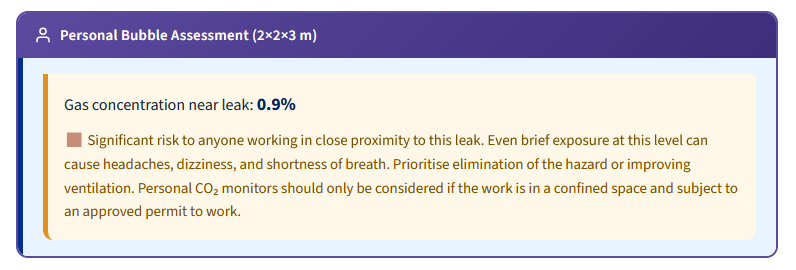 Personal Bubble Assessment (2×2×3 m)
Gas concentration near leak: 0.9%
Significant risk to anyone working in close proximity to this leak. Even brief exposure at this level can
cause headaches, dizziness, and shortness of breath. Prioritise elimination of the hazard or improving
ventilation. Personal CO₂ monitors should only be considered if the work is in a confined space and subject to
an approved permit to work.